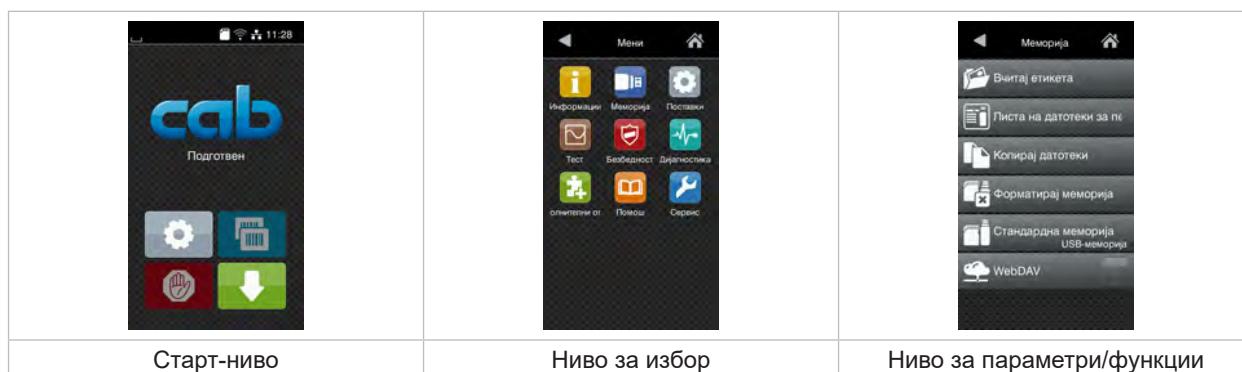 11:28
cab
Подготвен
Старт-ниво
Мени
Информации Меморија Поставки
Тест Безбедност Дијагностика
олнителни оп Помош Сервис
Ниво за избор
Меморија
Вчитај етикета
Листа на датотеки за пе
Копирај датотеки
Форматирај меморија
Стандардна меморија
USB-меморија
WebDAV
Ниво за параметри/функции